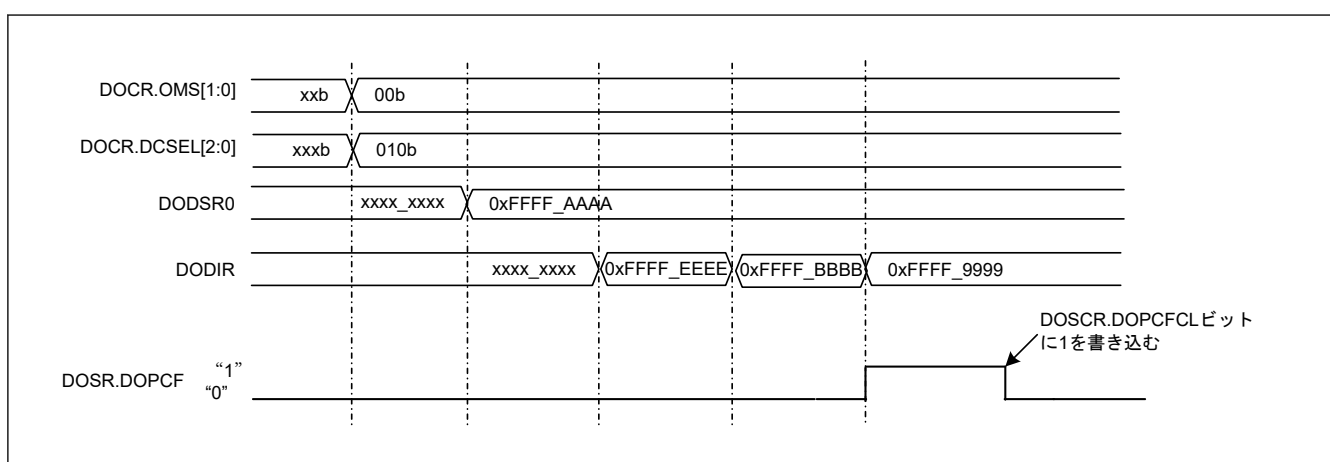 DOCR.OMS[1:0] xxb 00b
DOCR.DCSEL[2:0] xxxb 010b
DODSR0 xxxx_xxxx 0xFFFF_AAAA
DODIR xxxx_xxxx 0xFFFF_EEEE 0xFFFF_BBBB 0xFFFF_9999
DOSCR.DOPCFCLビット
に1を書き込む
“1”
DOSR.DOPCF
“0”